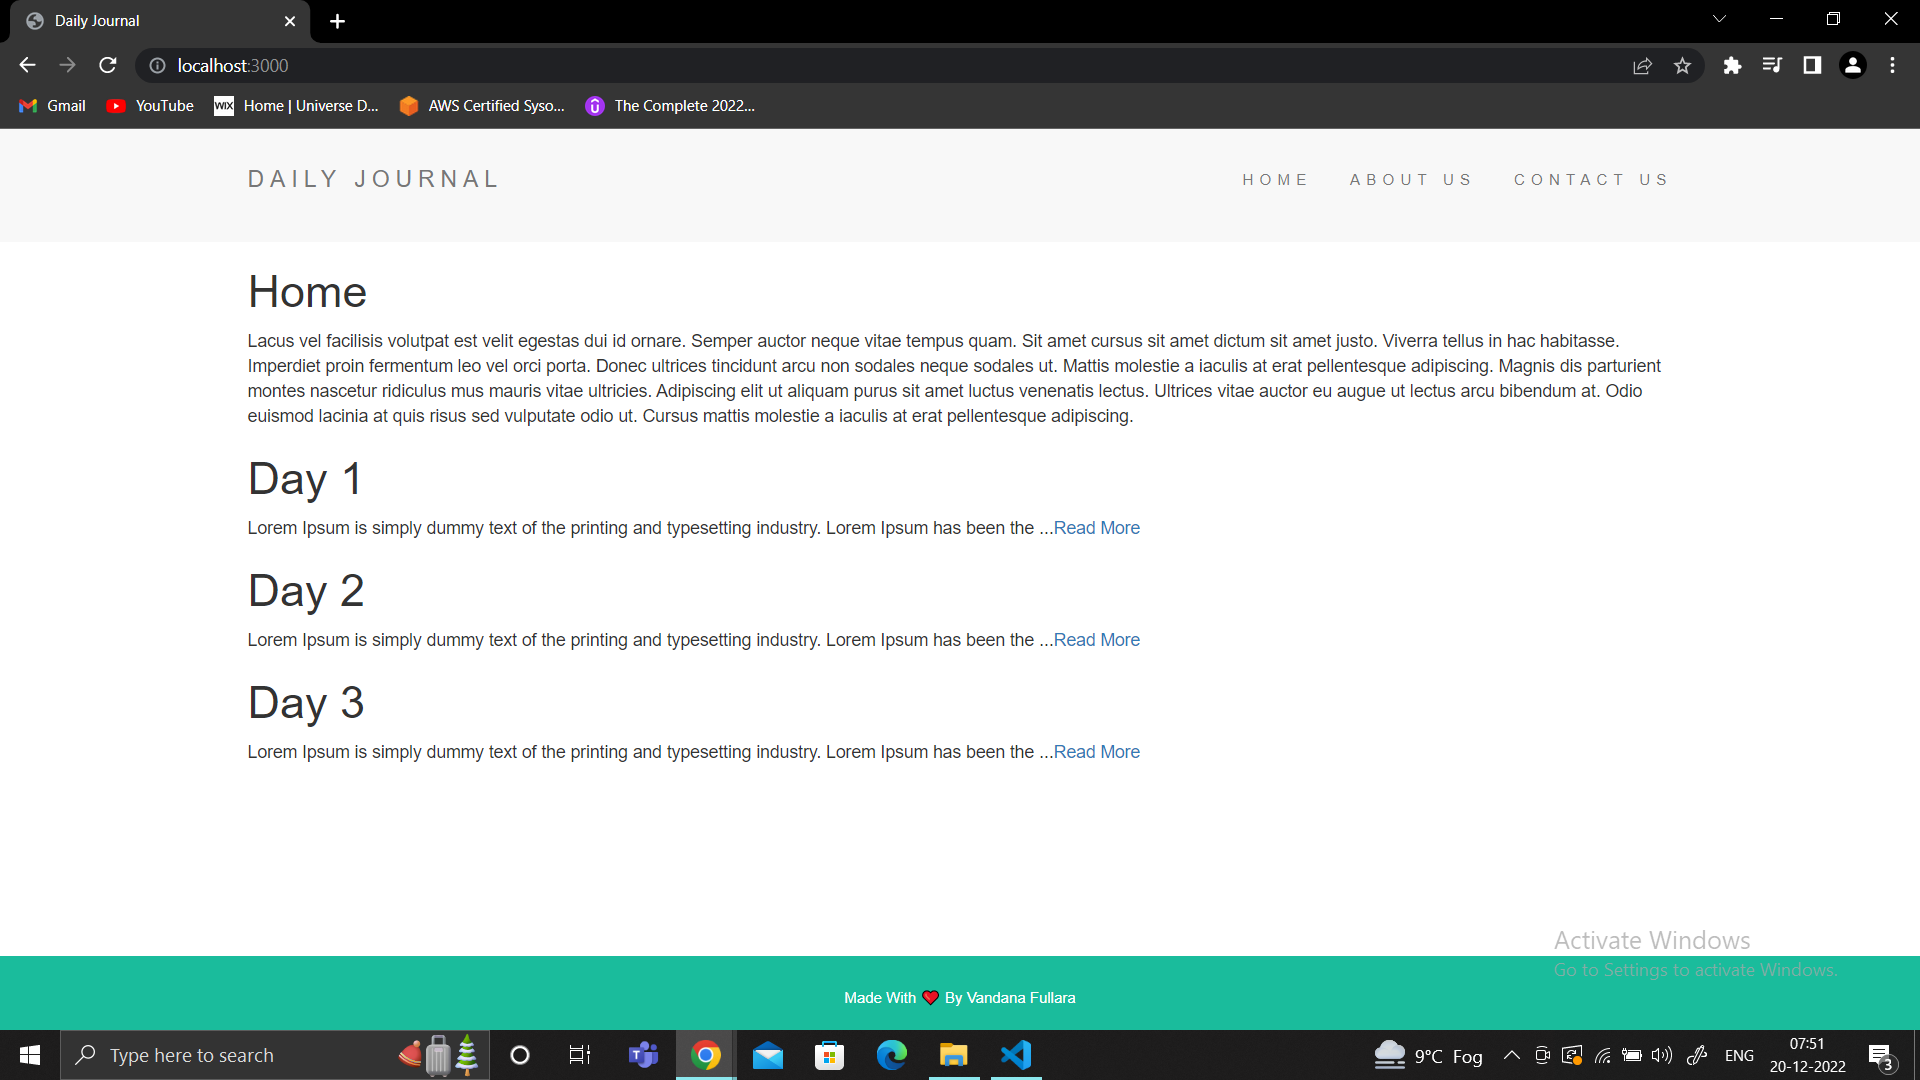 Daily Journal
localhost:3000
Gmail YouTube WIX Home | Universe D... AWS Certified Syso... The Complete 2022...
DAILY JOURNAL HOME ABOUT US CONTACT US
Home
Lacus vel facilisis volutpat est velit egestas dui id ornare. Semper auctor neque vitae tempus quam. Sit amet cursus sit amet dictum sit amet justo. Viverra tellus in hac habitasse.
Imperdiet proin fermentum leo vel orci porta. Donec ultrices tincidunt arcu non sodales neque sodales ut. Mattis molestie a iaculis at erat pellentesque adipiscing. Magnis dis parturient
montes nascetur ridiculus mus mauris vitae ultricies. Adipiscing elit ut aliquam purus sit amet luctus venenatis lectus. Ultrices vitae auctor eu augue ut lectus arcu bibendum at. Odio
euismod lacinia at quis risus sed vulputate odio ut. Cursus mattis molestie a iaculis at erat pellentesque adipiscing.
Day 1
Lorem Ipsum is simply dummy text of the printing and typesetting industry. Lorem Ipsum has been the ...Read More
Day 2
Lorem Ipsum is simply dummy text of the printing and typesetting industry. Lorem Ipsum has been the ...Read More
Day 3
Lorem Ipsum is simply dummy text of the printing and typesetting industry. Lorem Ipsum has been the ...Read More
Activate Windows
Go to Settings to activate Windows.
Made With ❤ By Vandana Fullara
Type here to search 9°C Fog ENG 07:51
20-12-2022 3